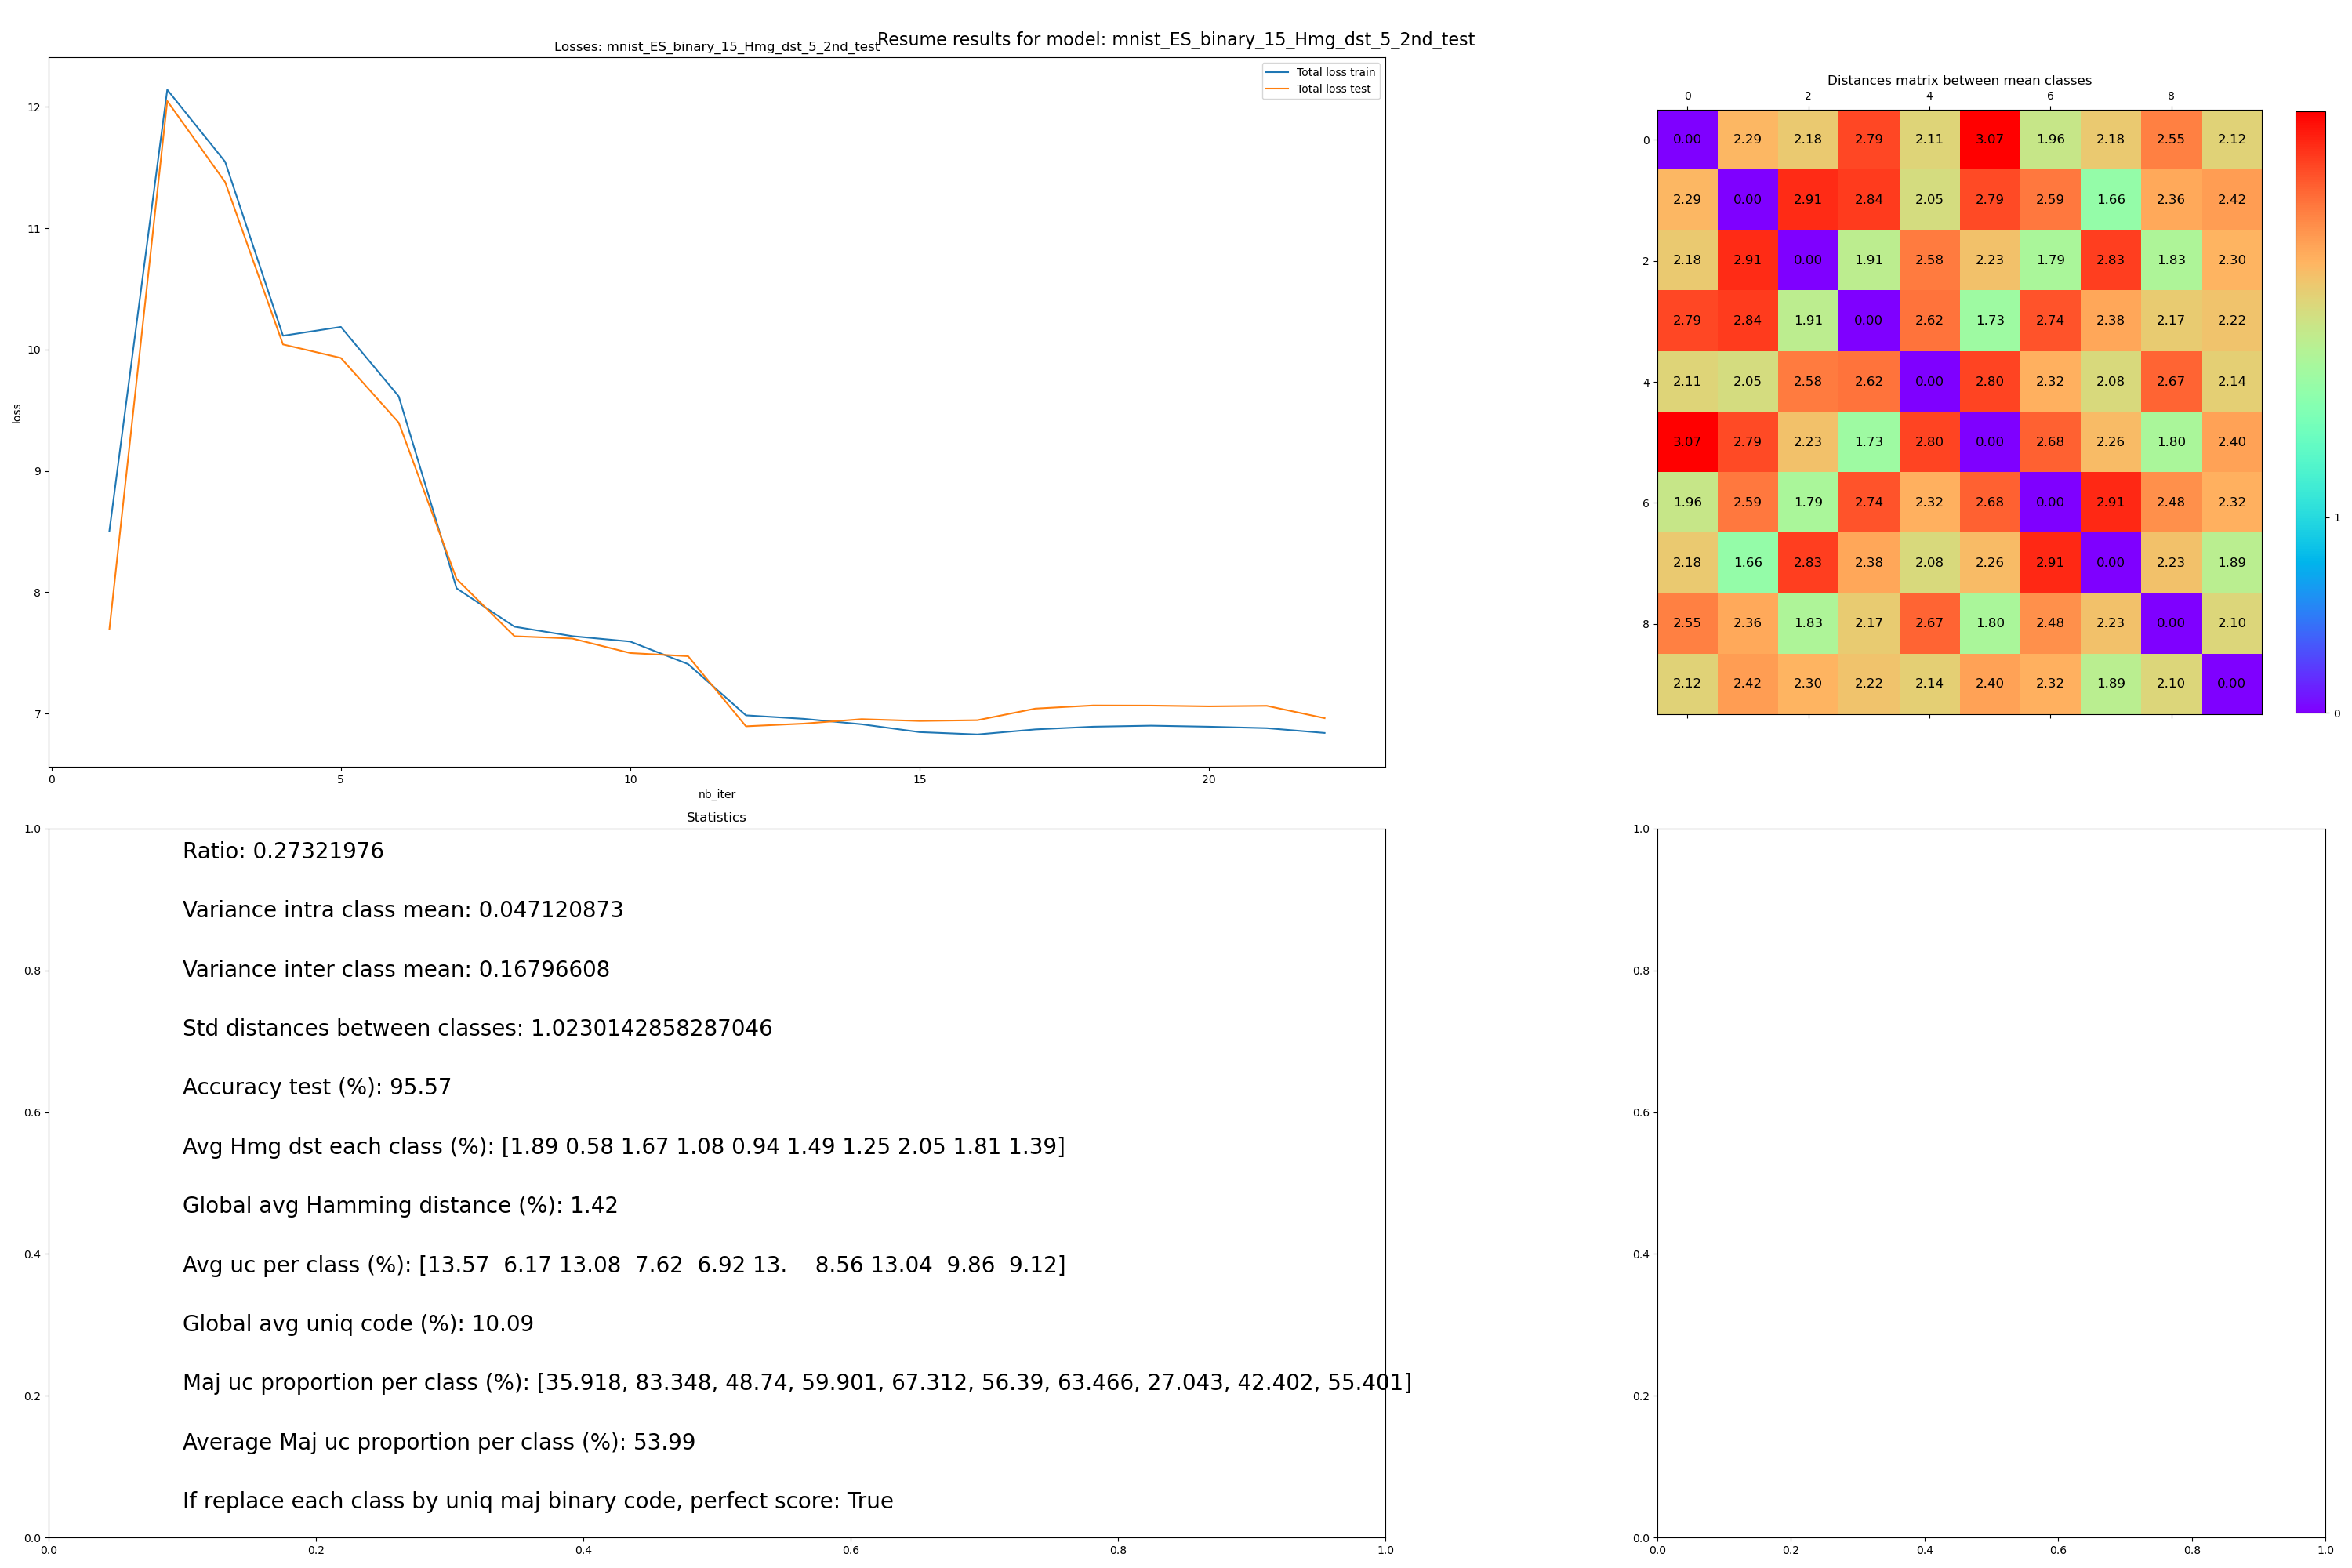 Resume results for model: mnist_ES_binary_15_Hmg_dst_5_2nd_test
Losses: mnist_ES_binary_15_Hmg_dst_5_2nd_test
Total loss train
Total loss test
12
11
10
9
8
7
loss
0 5 10 15 20
nb_iter
Distances matrix between mean classes
0 2 4 6 8
0 0.00 2.29 2.18 2.79 2.11 3.07 1.96 2.18 2.55 2.12
2.29 0.00 2.91 2.84 2.05 2.79 2.59 1.66 2.36 2.42
2 2.18 2.91 0.00 1.91 2.58 2.23 1.79 2.83 1.83 2.30
2.79 2.84 1.91 0.00 2.62 1.73 2.74 2.38 2.17 2.22
4 2.11 2.05 2.58 2.62 0.00 2.80 2.32 2.08 2.67 2.14
3.07 2.79 2.23 1.73 2.80 0.00 2.68 2.26 1.80 2.40
6 1.96 2.59 1.79 2.74 2.32 2.68 0.00 2.91 2.48 2.32
2.18 1.66 2.83 2.38 2.08 2.26 2.91 0.00 2.23 1.89
8 2.55 2.36 1.83 2.17 2.67 1.80 2.48 2.23 0.00 2.10
2.12 2.42 2.30 2.22 2.14 2.40 2.32 1.89 2.10 0.00
1
0
Statistics
Ratio: 0.27321976
Variance intra class mean: 0.047120873
Variance inter class mean: 0.16796608
Std distances between classes: 1.0230142858287046
Accuracy test (%): 95.57
Avg Hmg dst each class (%): [1.89 0.58 1.67 1.08 0.94 1.49 1.25 2.05 1.81 1.39]
Global avg Hamming distance (%): 1.42
Avg uc per class (%): [13.57  6.17 13.08  7.62  6.92 13.    8.56 13.04  9.86  9.12]
Global avg uniq code (%): 10.09
Maj uc proportion per class (%): [35.918, 83.348, 48.74, 59.901, 67.312, 56.39, 63.466, 27.043, 42.402, 55.401]
Average Maj uc proportion per class (%): 53.99
If replace each class by uniq maj binary code, perfect score: True
1.0
0.8
0.6
0.4
0.2
0.0
0.0 0.2 0.4 0.6 0.8 1.0
1.0
0.8
0.6
0.4
0.2
0.0
0.0 0.2 0.4 0.6 0.8 1.0